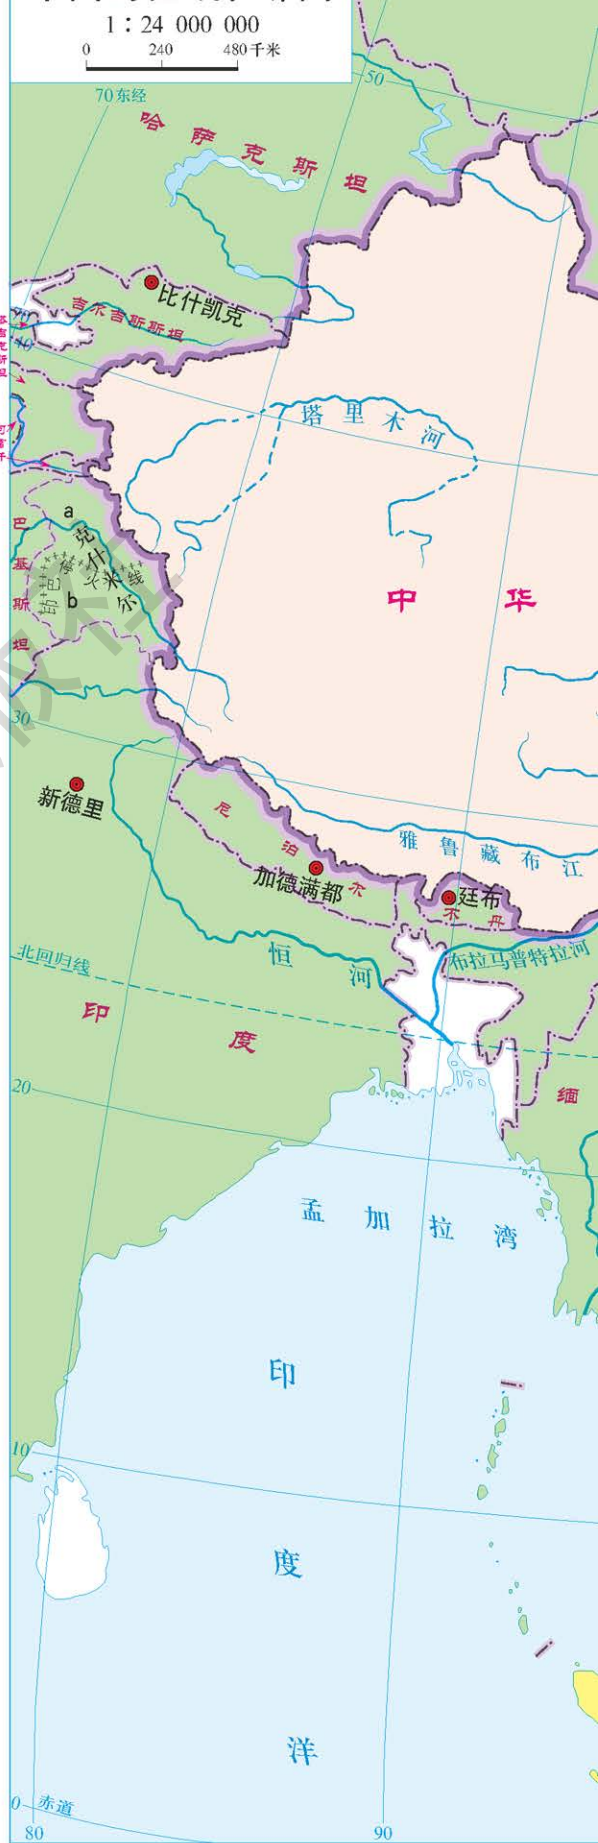 1：24 000 000
0 240 480千米
50
70东经
哈萨克斯坦
比什凯克
吉尔吉斯斯坦
40
塔里木河
a
克什米尔
巴基斯坦
b
中华
30
新德里
尼泊尔
加德满都
雅鲁藏布江
廷布
不丹
北回归线
恒河
布拉马普特拉河
印度
20
缅
孟加拉湾
印度洋
10
0 赤道
80 90